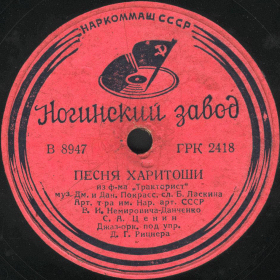 НАРКОММАШ СССР
Ногинский завод
В 8947 ГРК 2418
ПЕСНЯ ХАРИТОШИ
из ф-ма „Тракторист"
муз. Дм. и Дан. Покрасс, сл. Б. Ласкина
Арт. т-ра им. Нар. арт. СССР
В. И. Немировича-Данченко
С. А. Ценин
Джаз-орк. под упр.
Д. Г. Рицнера